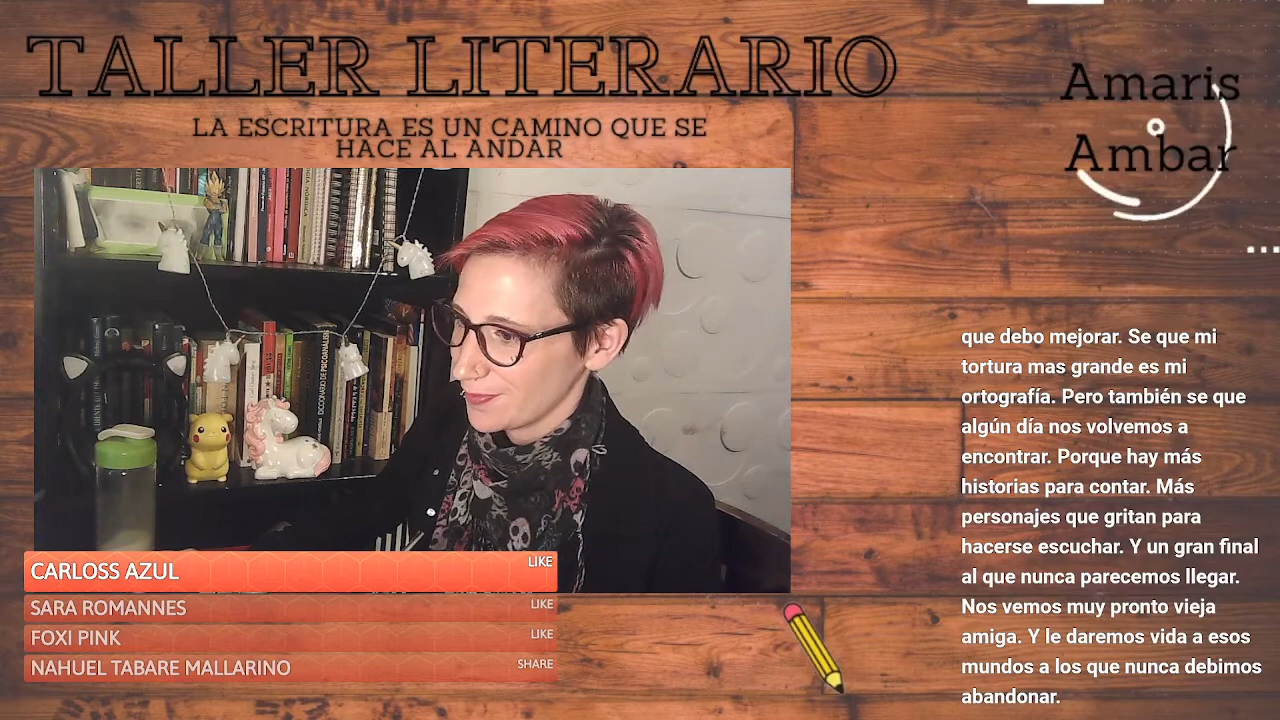 TALLER LITERARIO
LA ESCRITURA ES UN CAMINO QUE SE
HACE AL ANDAR
Amaris
Ambar
DICCIONARIO DE PSICOANALISIS
que debo mejorar. Se que mi
tortura mas grande es mi
ortografía. Pero también se que
algún día nos volvemos a
encontrar. Porque hay más
historias para contar. Más
personajes que gritan para
hacerse escuchar. Y un gran final
al que nunca parecemos llegar.
Nos vemos muy pronto vieja
amiga. Y le daremos vida a esos
mundos a los que nunca debimos
abandonar.
CARLOSS AZUL LIKE
SARA ROMANNES LIKE
FOXI PINK LIKE
NAHUEL TABARE MALLARINO SHARE